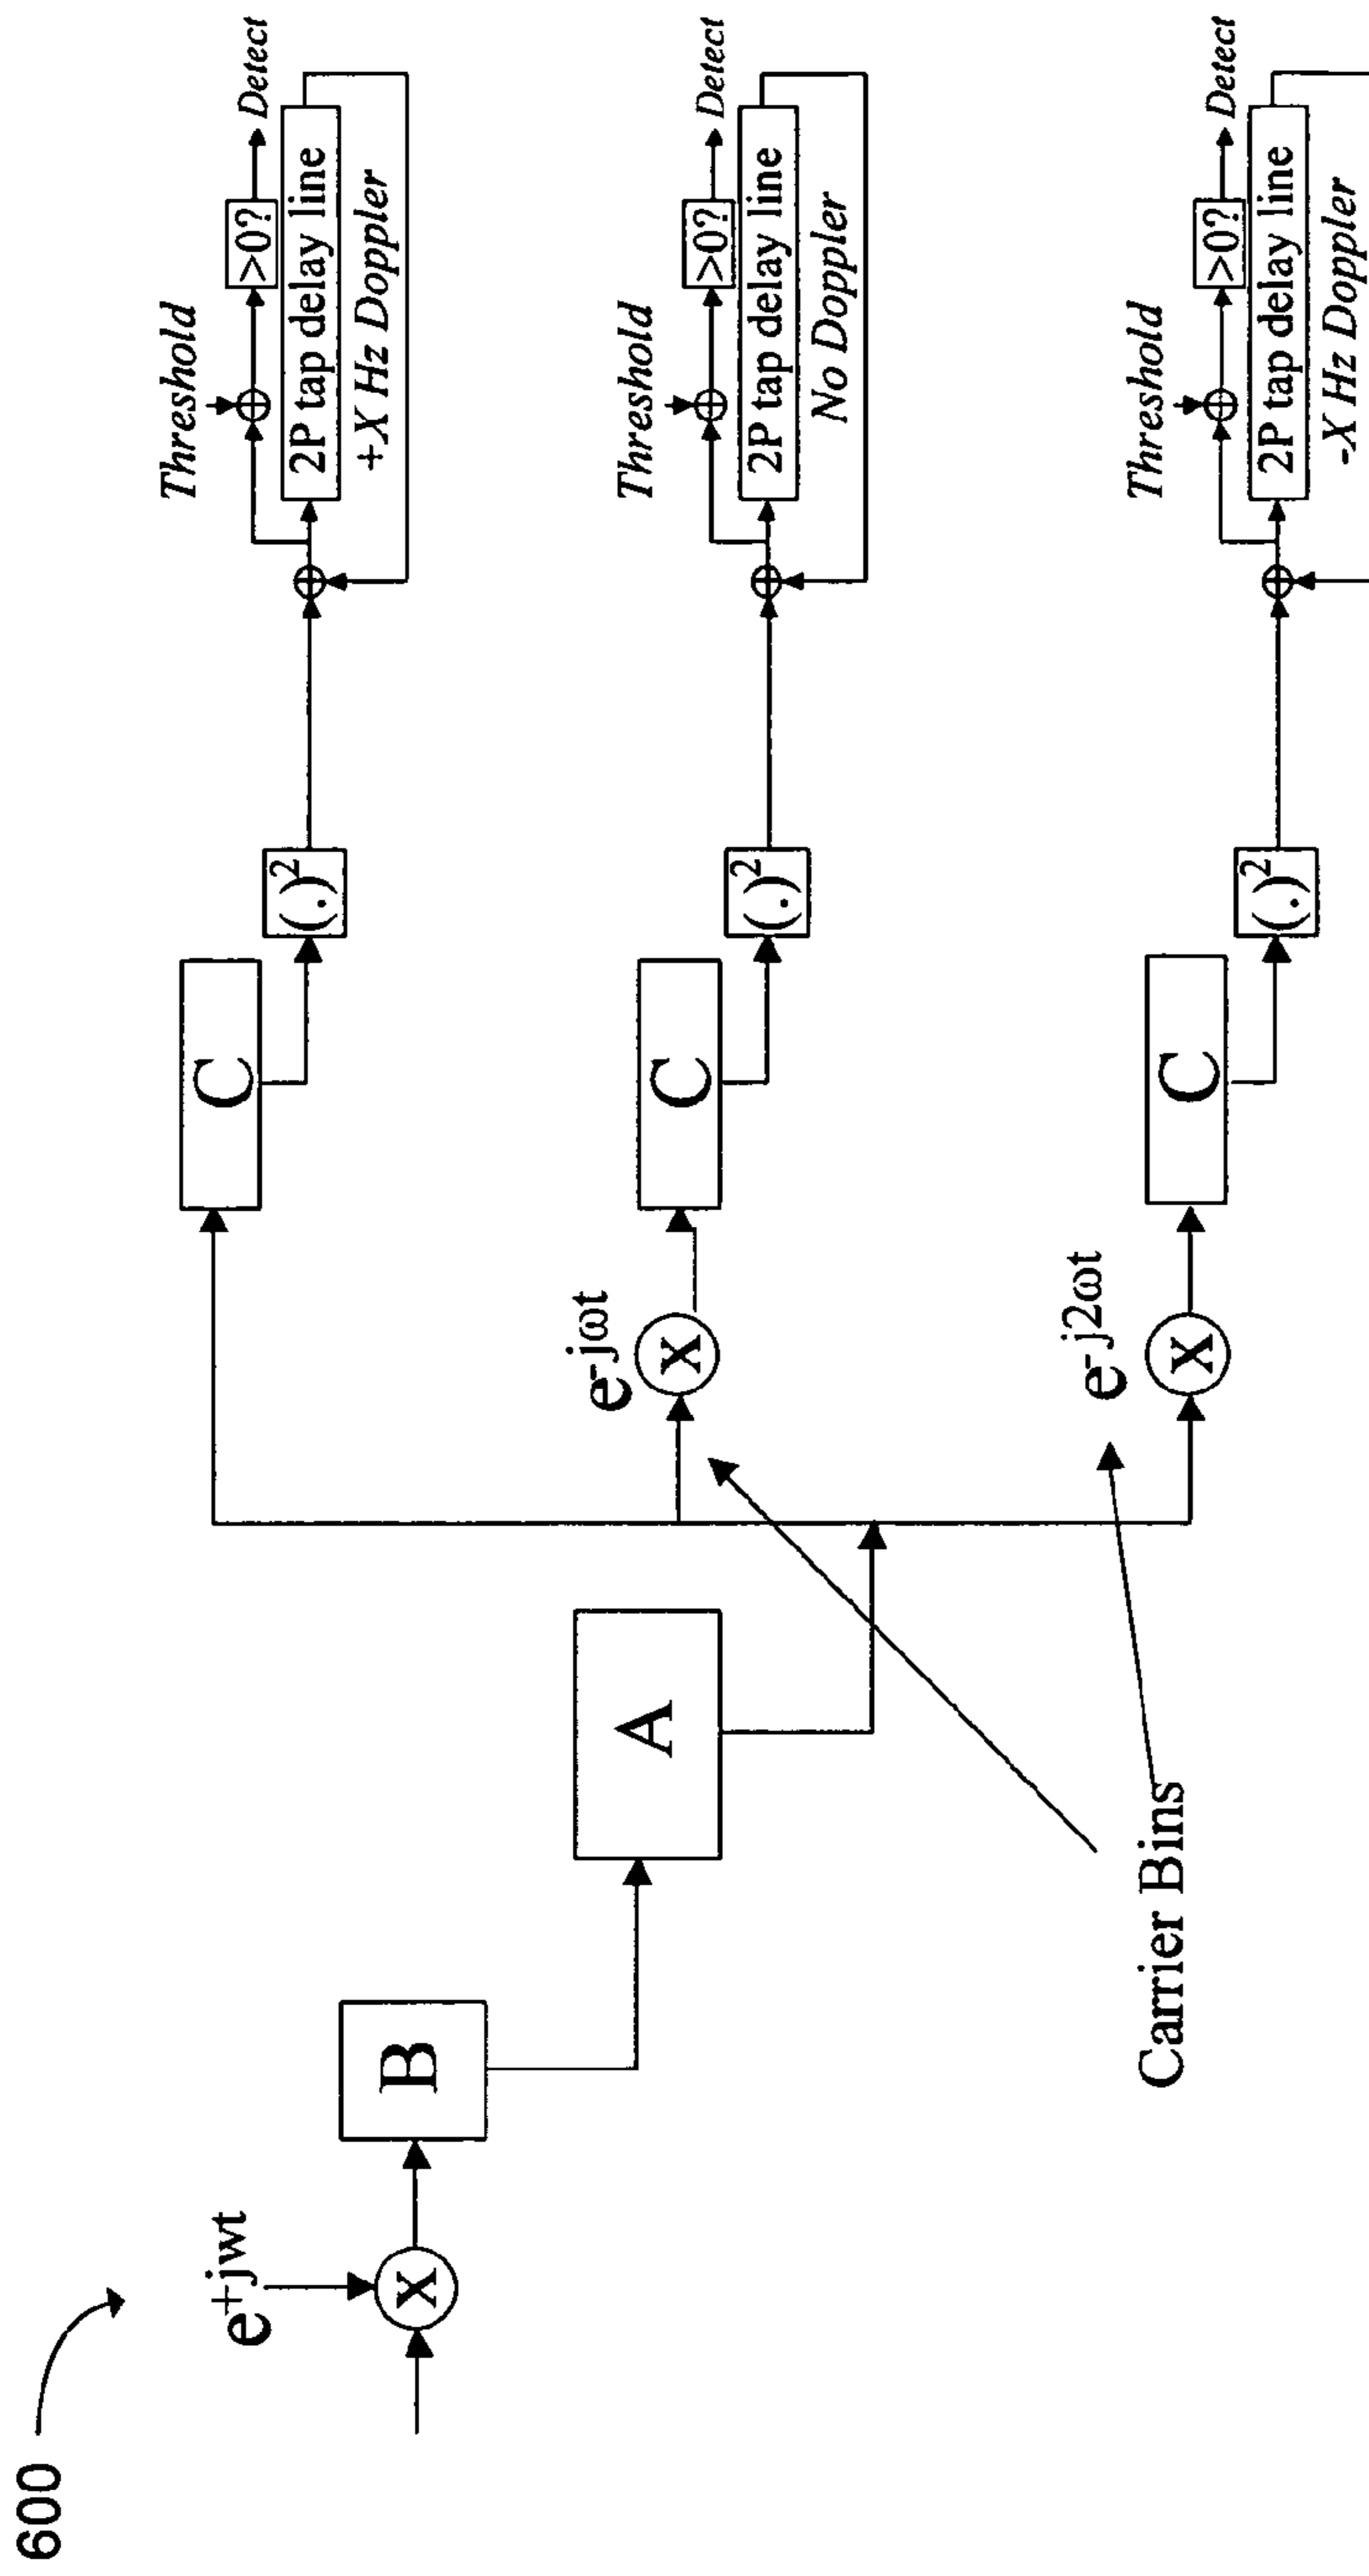 600
e+jwt
X
B
A
Carrier Bins
C
(.)²
Threshold
>0?
Detect
2P tap delay line
+X Hz Doppler
e-jωt
X
C
(.)²
Threshold
>0?
Detect
2P tap delay line
No Doppler
e-j2ωt
X
C
(.)²
Threshold
>0?
Detect
2P tap delay line
-X Hz Doppler